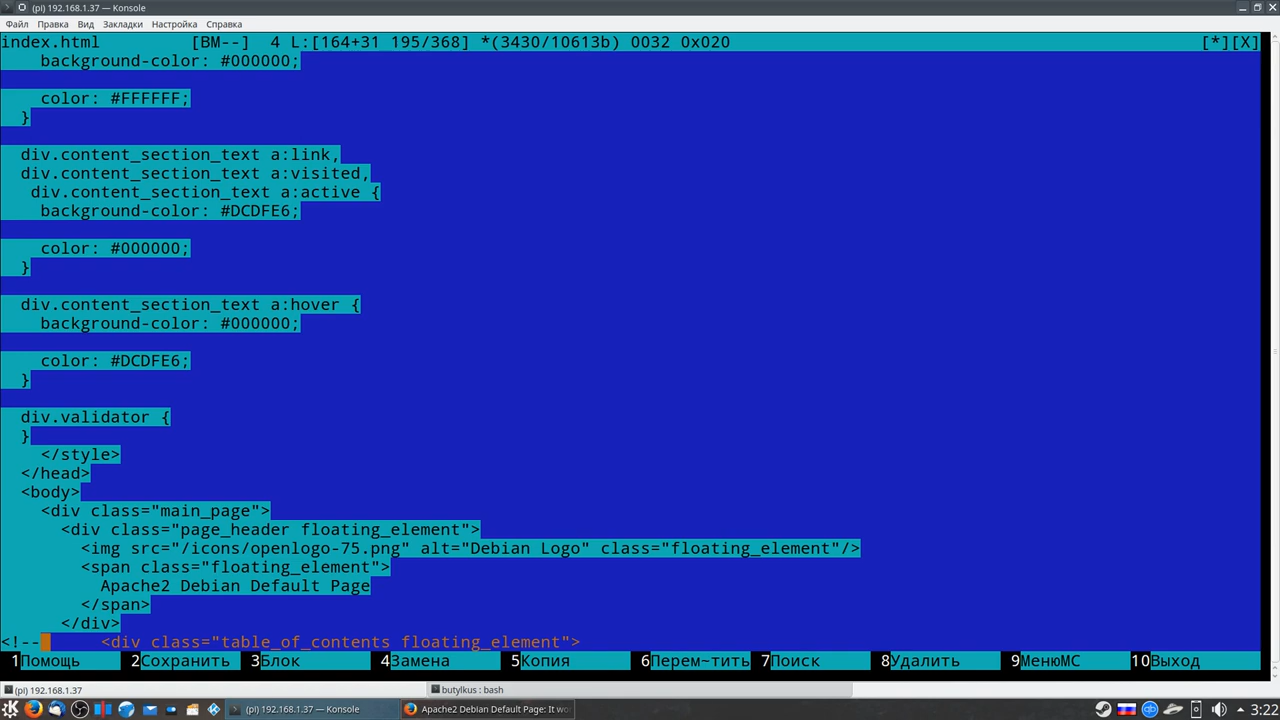 (pi) 192.168.1.37 — Konsole
Файл Правка Вид Закладки Настройка Справка
index.html [BM--] 4 L:[164+31 195/368] *(3430/10613b) 0032 0x020 [*][X]
background-color: #000000;
color: #FFFFFF;
}
div.content_section_text a:link,
div.content_section_text a:visited,
div.content_section_text a:active {
background-color: #DCDFE6;
color: #000000;
}
div.content_section_text a:hover {
background-color: #000000;
color: #DCDFE6;
}
div.validator {
}
</style>
</head>
<body>
<div class="main_page">
<div class="page_header floating_element">
<img src="/icons/openlogo-75.png" alt="Debian Logo" class="floating_element"/>
<span class="floating_element">
Apache2 Debian Default Page
</span>
</div>
<!-- <div class="table_of_contents floating_element">
1Помощь 2Сохранить 3Блок 4Замена 5Копия 6Перем~тить 7Поиск 8Удалить 9МенюMC 10Выход
(pi) 192.168.1.37 butylkus : bash
(pi) 192.168.1.37 — Konsole Apache2 Debian Default Page: It wo 3:22